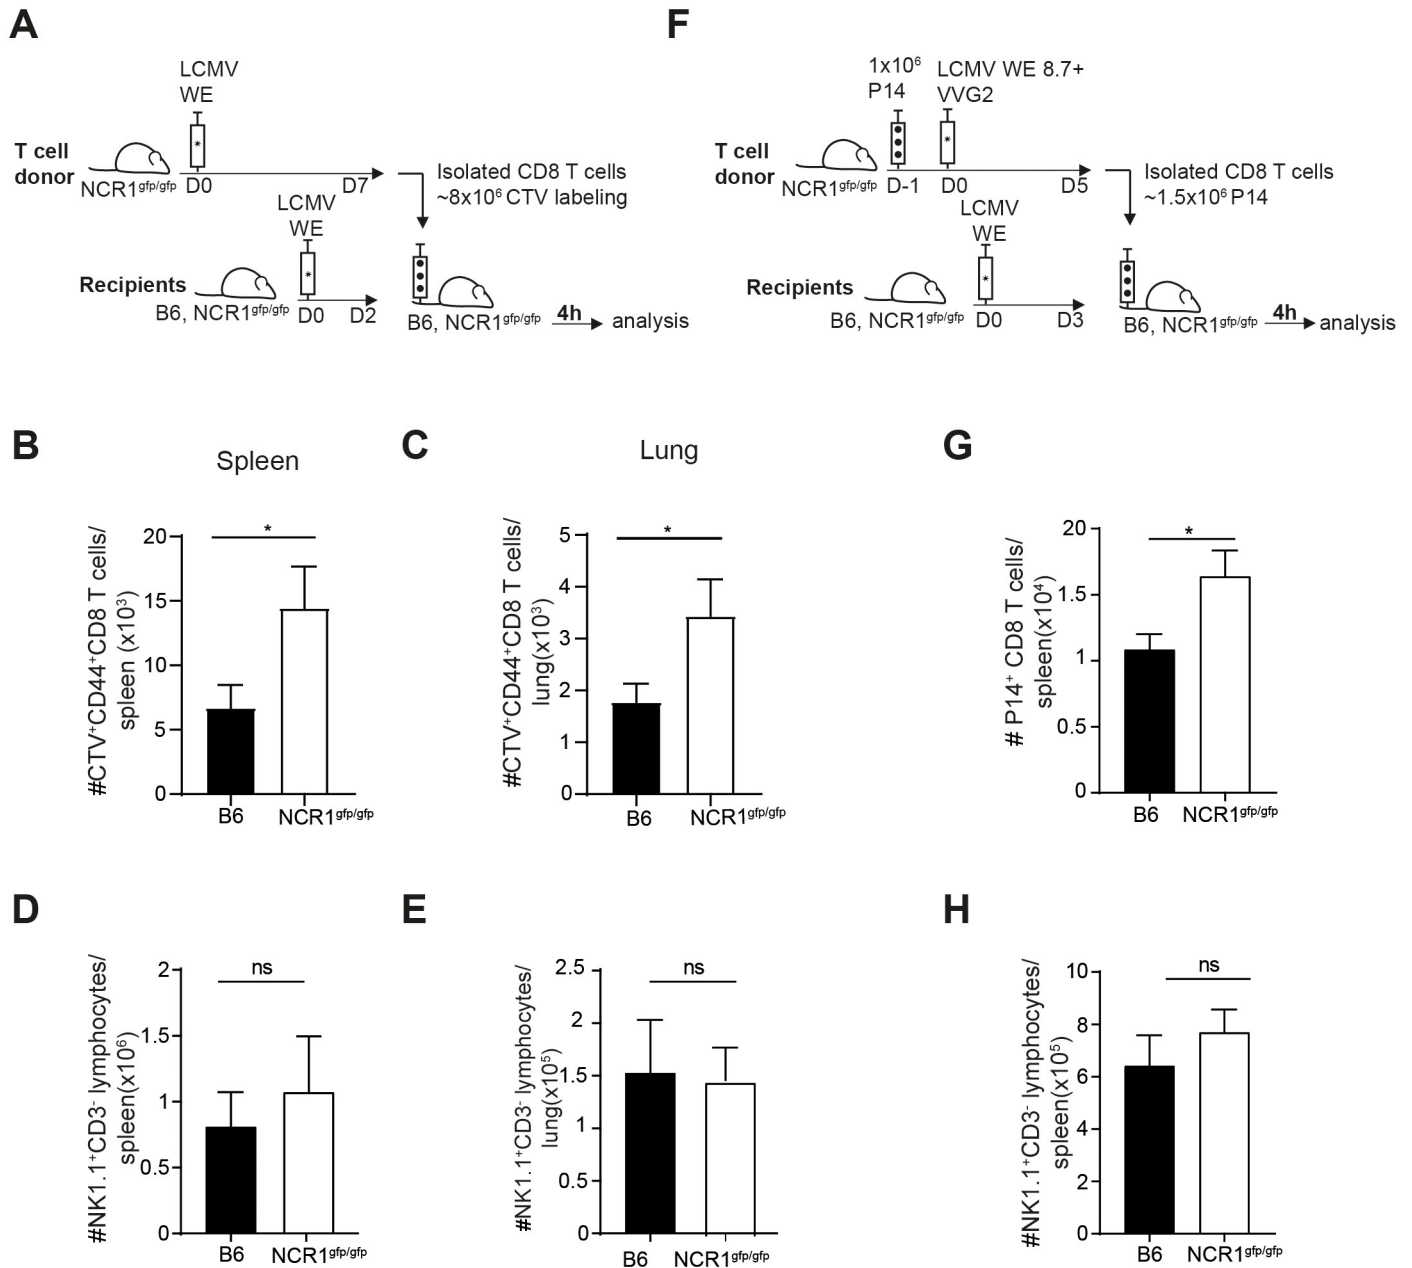 A
LCMV
WE
T cell
donor
NCR1gfp/gfp
D0
D7
Isolated CD8 T cells
~8x10⁶ CTV labeling
LCMV
WE
Recipients
B6, NCR1gfp/gfp
D0
D2
B6, NCR1gfp/gfp
4h
analysis
F
1x10⁶
P14
LCMV WE 8.7+
VVG2
T cell
donor
NCR1gfp/gfp
D-1
D0
D5
Isolated CD8 T cells
~1.5x10⁶ P14
LCMV
WE
Recipients
B6, NCR1gfp/gfp
D0
D3
B6, NCR1gfp/gfp
4h
analysis
B
Spleen
#CTV⁺CD44⁺CD8 T cells/
spleen (x10³)
20
15
10
5
0
*
B6
NCR1gfp/gfp
C
Lung
#CTV⁺CD44⁺CD8 T cells/
lung(x10³)
5
4
3
2
1
0
*
B6
NCR1gfp/gfp
G
# P14⁺ CD8 T cells/
spleen(x10⁴)
20
1.5
1
0.5
0
*
B6
NCR1gfp/gfp
D
#NK1.1⁺CD3⁻ lymphocytes/
spleen(x10⁶)
2
1.5
1
0.5
0
ns
B6
NCR1gfp/gfp
E
#NK1.1⁺CD3⁻ lymphocytes/
lung(x10⁵)
2.5
2
1.5
1
0.5
0
ns
B6
NCR1gfp/gfp
H
#NK1.1⁺CD3⁻ lymphocytes/
spleen(x10⁵)
10
8
6
4
2
0
ns
B6
NCR1gfp/gfp